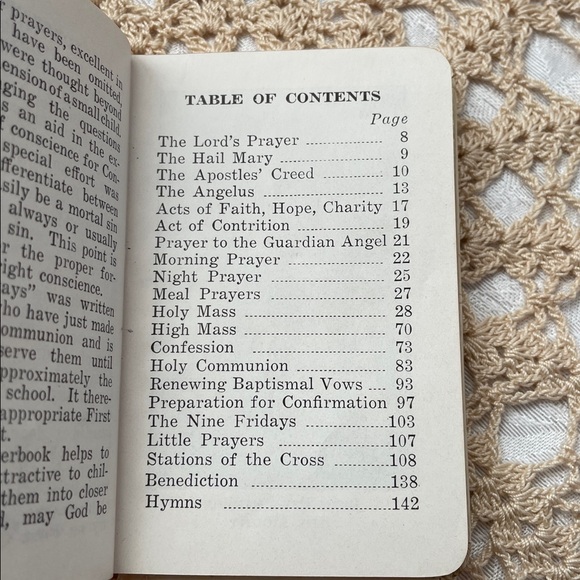 f prayers, excellent in
have been omitted,
were thought beyond
ension of a small child.
ging the questions
s an aid in the ex-
f conscience for Con-
special effort was
fferentiate between
sily be a mortal sin
always or usually
sin. This point is
r the proper for-
ight conscience.
ays" was written
ho have just made
ommunion and is
serve them until
pproximately the
school. It there-
appropriate First
t.
erbook helps to
ttractive to chil-
them into closer
d, may God be
TABLE OF CONTENTS
Page
The Lord's Prayer 8
The Hail Mary 9
The Apostles' Creed 10
The Angelus 13
Acts of Faith, Hope, Charity 17
Act of Contrition 19
Prayer to the Guardian Angel 21
Morning Prayer 22
Night Prayer 25
Meal Prayers 27
Holy Mass 28
High Mass 70
Confession 73
Holy Communion 83
Renewing Baptismal Vows 93
Preparation for Confirmation 97
The Nine Fridays 103
Little Prayers 107
Stations of the Cross 108
Benediction 138
Hymns 142